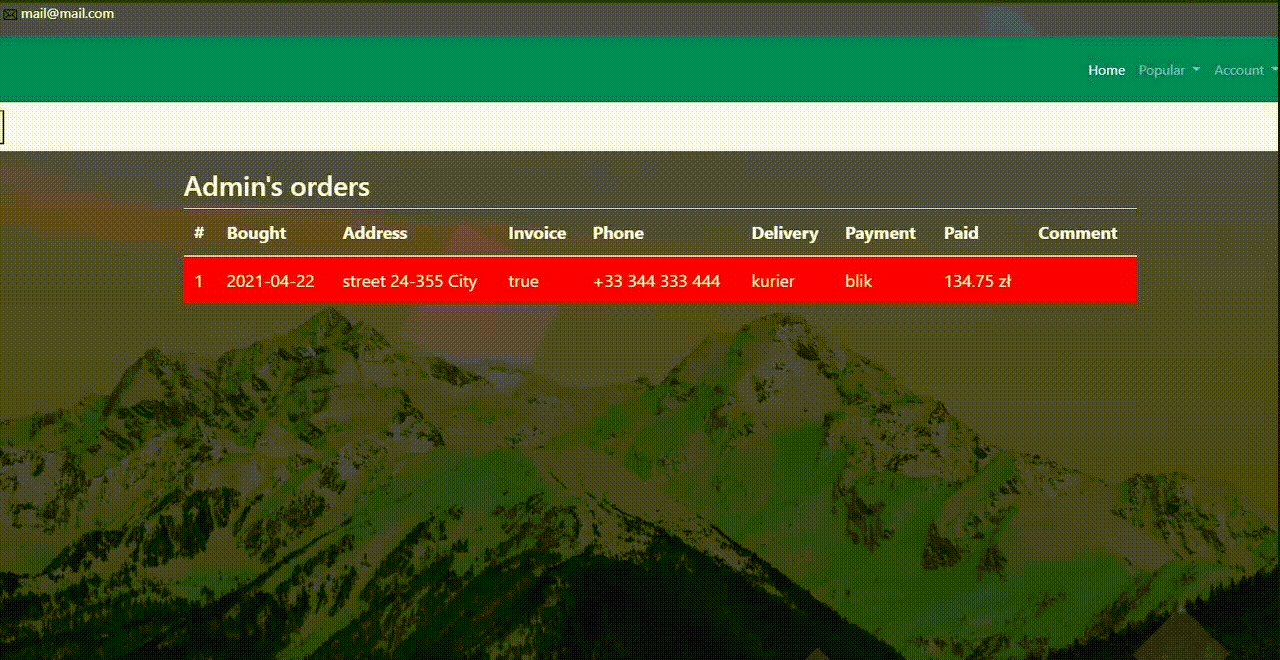 mail@mail.com
Home Popular Account
Admin's orders
# Bought Address Invoice Phone Delivery Payment Paid Comment
1 2021-04-22 street 24-355 City true +33 344 333 444 kurier blik 134.75 zł